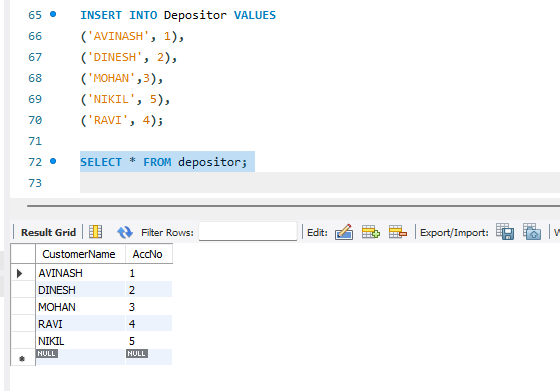 65 INSERT INTO Depositor VALUES
66 ('AVINASH', 1),
67 ('DINESH', 2),
68 ('MOHAN',3),
69 ('NIKIL', 5),
70 ('RAVI', 4);
71
72 SELECT * FROM depositor;
73
Result Grid Filter Rows: Edit: Export/Import: W
CustomerName AccNo
AVINASH 1
DINESH 2
MOHAN 3
RAVI 4
NIKIL 5
NULL NULL